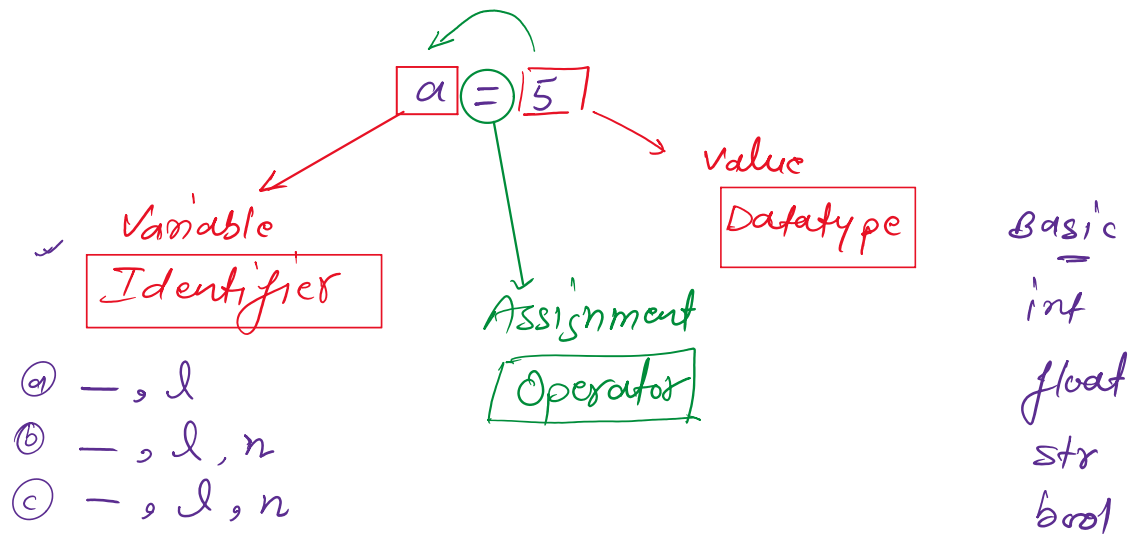 a = 5
Value
Variable
Datatype
Basic
Identifier
int
Assignment
Operator
float
a _ , l
b _ , l , n
str
c _ , l , n
bool